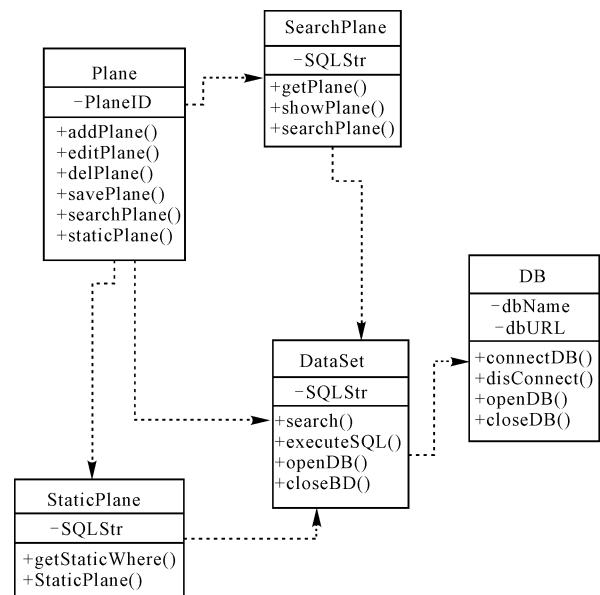 SearchPlane
-SQLStr
+getPlane()
+showPlane()
+searchPlane()
Plane
-PlaneID
+addPlane()
+editPlane()
+delPlane()
+savePlane()
+searchPlane()
+staticPlane()
DB
-dbName
-dbURL
+connectDB()
+disConnect()
+openDB()
+closeDB()
DataSet
-SQLStr
+search()
+executeSQL()
+openDB()
+closeBD()
StaticPlane
-SQLStr
+getStaticWhere()
+StaticPlane()